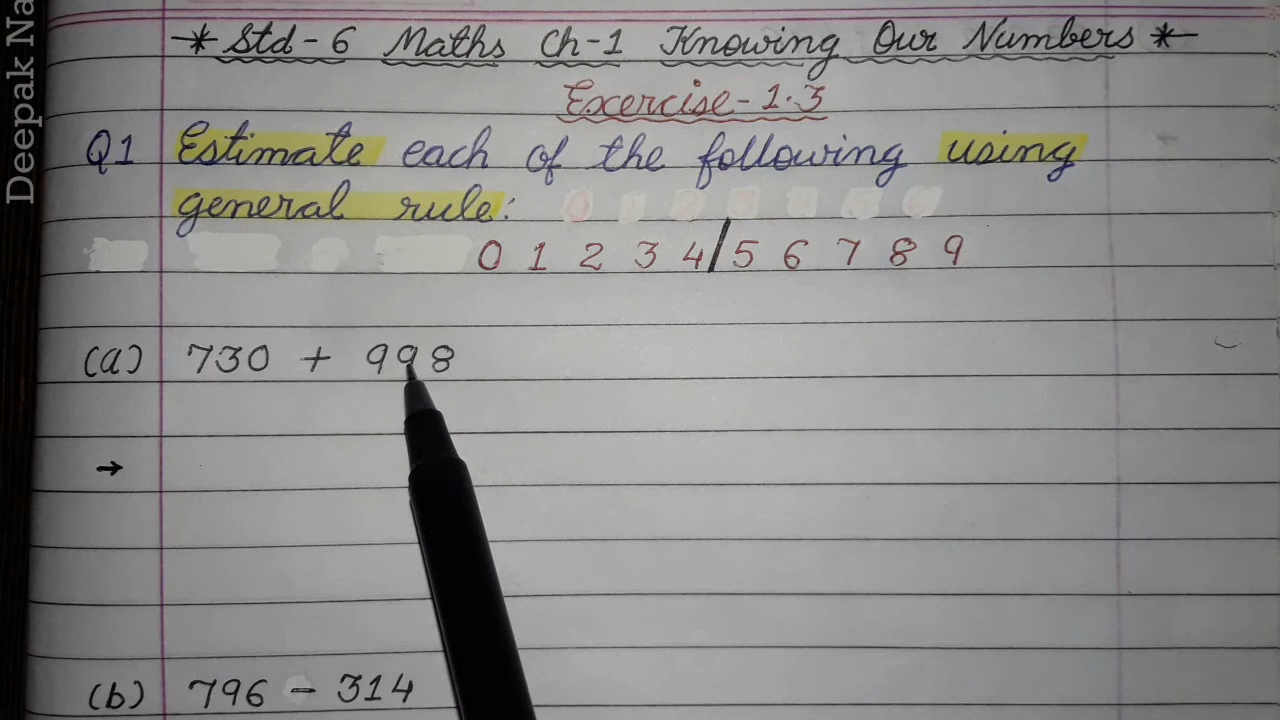 * Std-6 Maths Ch-1 Knowing Our Numbers *
Exercise-1.3
Q1 Estimate each of the following using
general rule:
0 1 2 3 4/5 6 7 8 9
(a) 730 + 998
→
(b) 796 - 314
Deepak Na